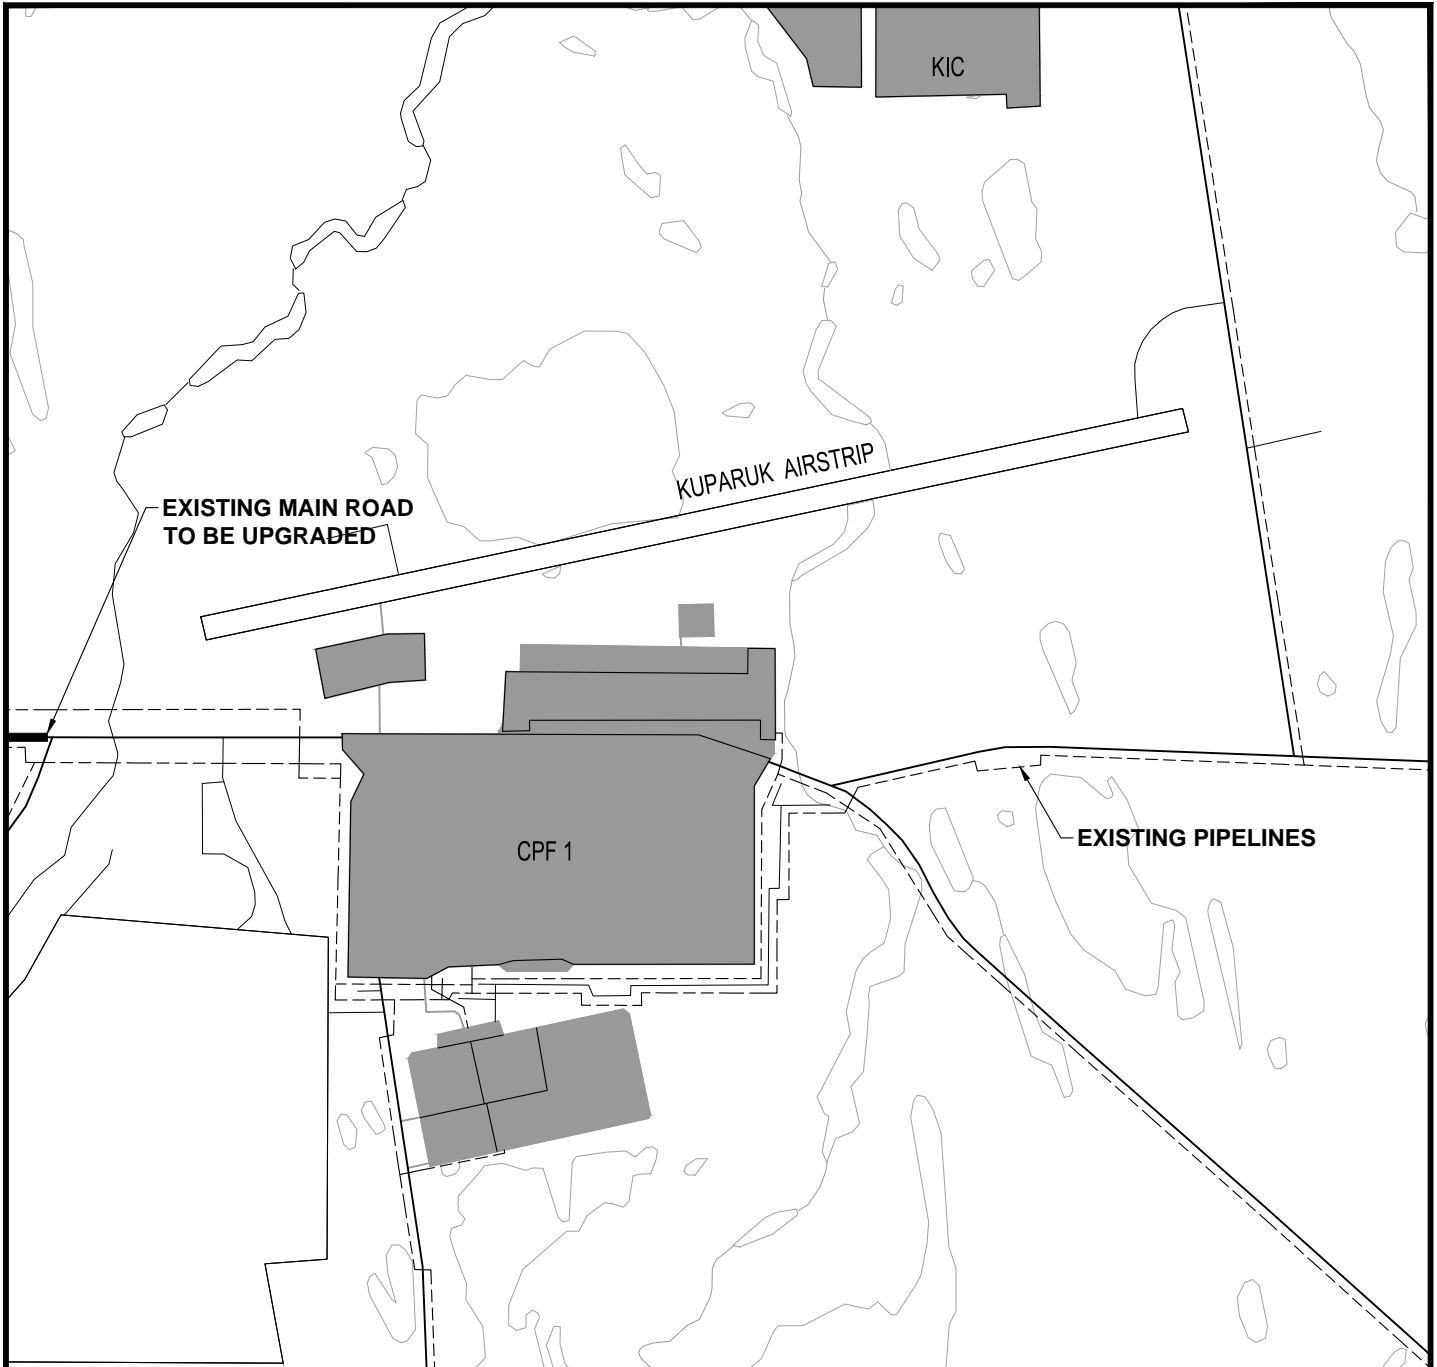 KIC
KUPARUK AIRSTRIP
EXISTING MAIN ROAD
TO BE UPGRADED
CPF 1
EXISTING PIPELINES